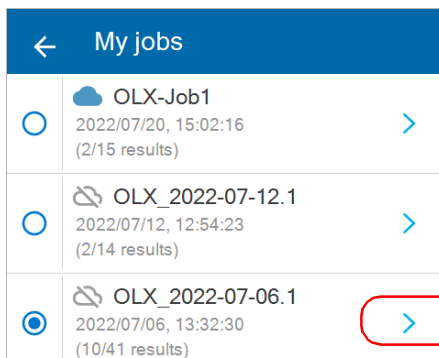 My jobs
OLX-Job1
2022/07/20, 15:02:16
(2/15 results)
OLX_2022-07-12.1
2022/07/12, 12:54:23
(2/14 results)
OLX_2022-07-06.1
2022/07/06, 13:32:30
(10/41 results)